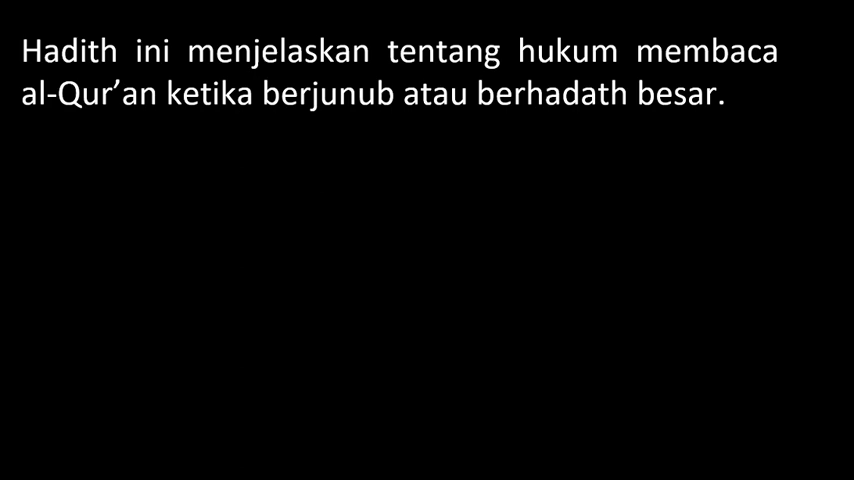 Hadith ini menjelaskan tentang hukum membaca
al-Qur’an ketika berjunub atau berhadath besar.